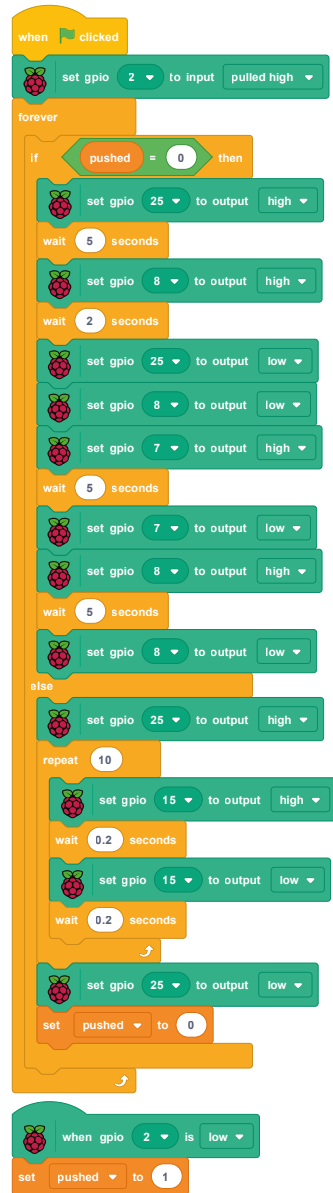 when clicked
set gpio 2 to input pulled high
forever
if pushed = 0 then
set gpio 25 to output high
wait 5 seconds
set gpio 8 to output high
wait 2 seconds
set gpio 25 to output low
set gpio 8 to output low
set gpio 7 to output high
wait 5 seconds
set gpio 7 to output low
set gpio 8 to output high
wait 5 seconds
set gpio 8 to output low
else
set gpio 25 to output high
repeat 10
set gpio 15 to output high
wait 0.2 seconds
set gpio 15 to output low
wait 0.2 seconds
set gpio 25 to output low
set pushed to 0
when gpio 2 is low
set pushed to 1